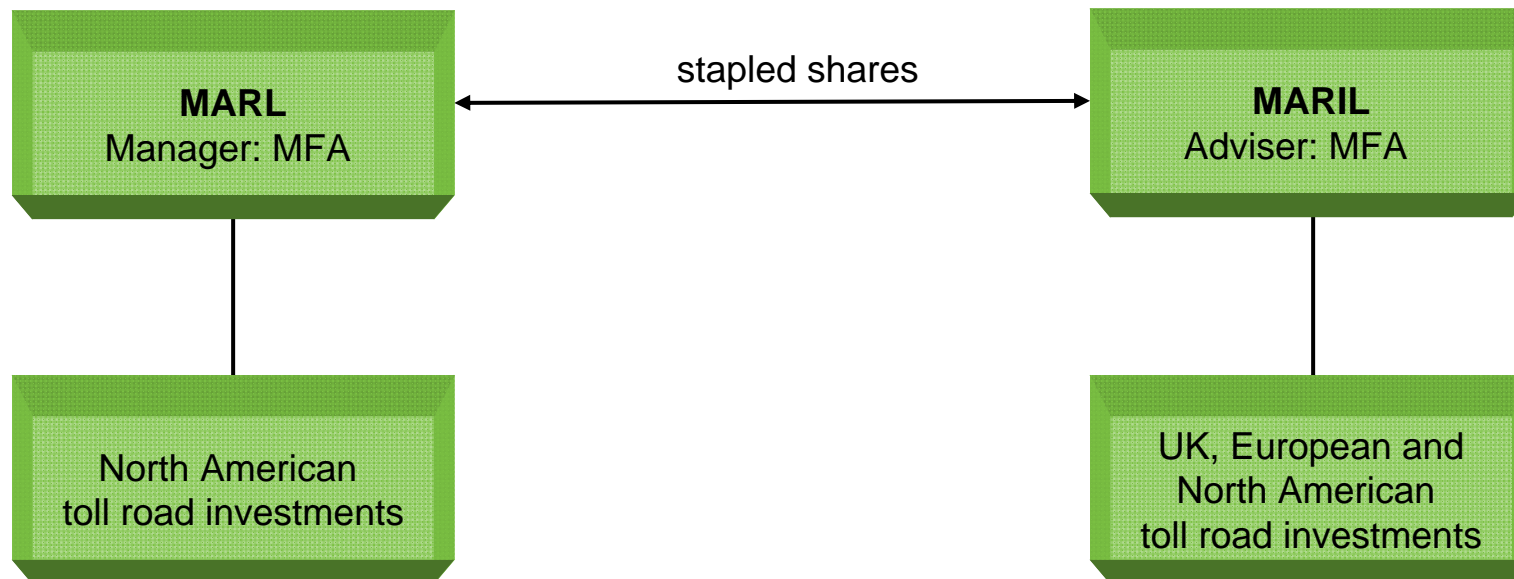 stapled shares
MARL
Manager: MFA
MARIL
Adviser: MFA
North American
toll road investments
UK, European and
North American
toll road investments